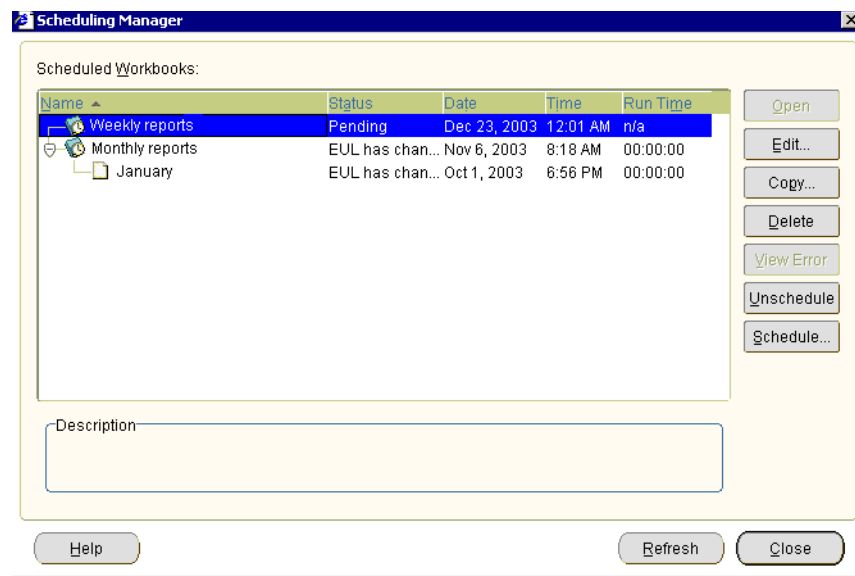 Scheduling Manager
Scheduled Workbooks:
Name Status Date Time Run Time
Weekly reports Pending Dec 23, 2003 12:01 AM n/a
Monthly reports EUL has chan... Nov 6, 2003 8:18 AM 00:00:00
January EUL has chan... Oct 1, 2003 6:56 PM 00:00:00
Open
Edit...
Copy...
Delete
View Error
Unschedule
Schedule...
Description
Help Refresh Close